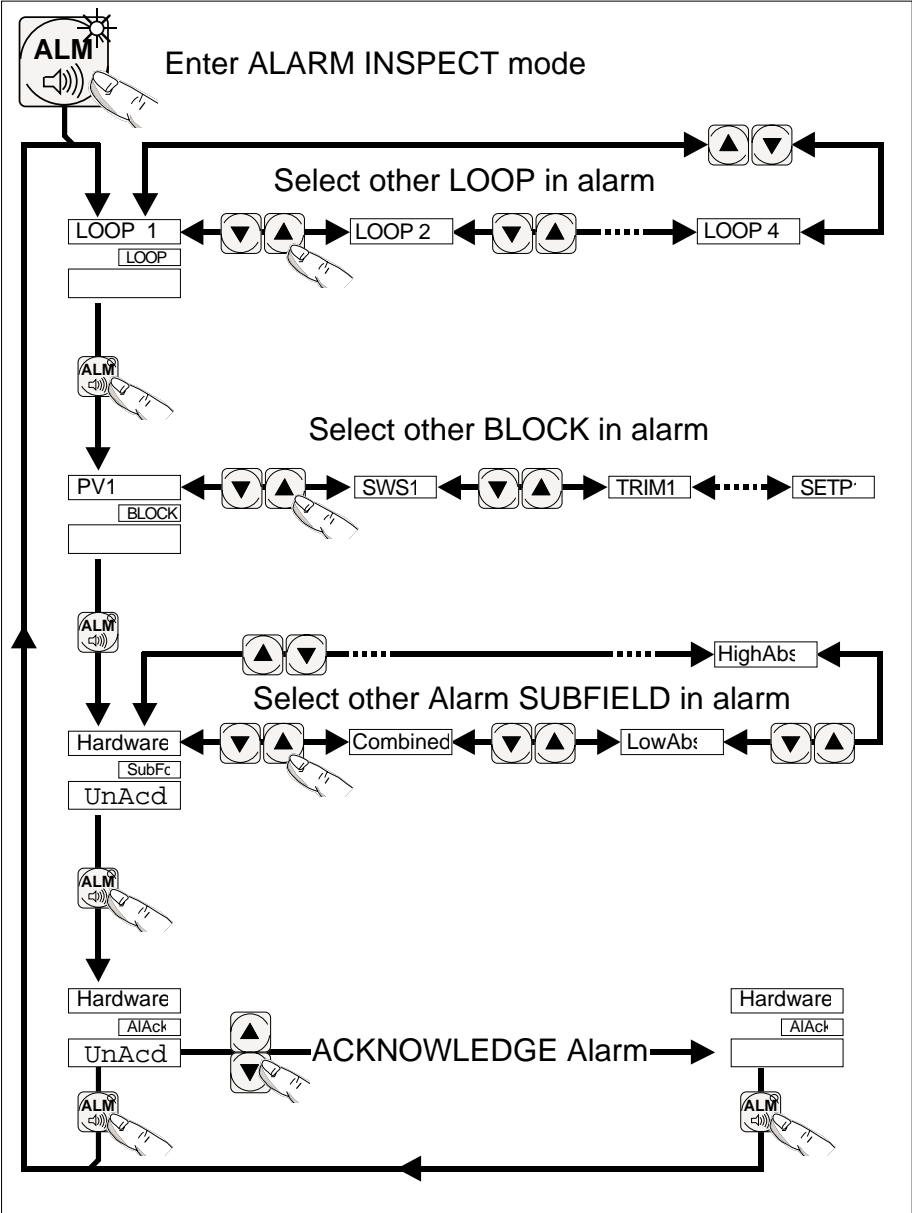 ALM
Enter ALARM INSPECT mode
Select other LOOP in alarm
LOOP 1
LOOP 2
LOOP 4
LOOP
ALM
Select other BLOCK in alarm
PV1
SWS1
TRIM1
SETP
BLOCK
ALM
HighAbs
Select other Alarm SUBFIELD in alarm
Hardware
Combined
LowAbs
SubFc
UnAcd
ALM
Hardware
Hardware
AlAck
AlAck
UnAcd
ACKNOWLEDGE Alarm
ALM
ALM